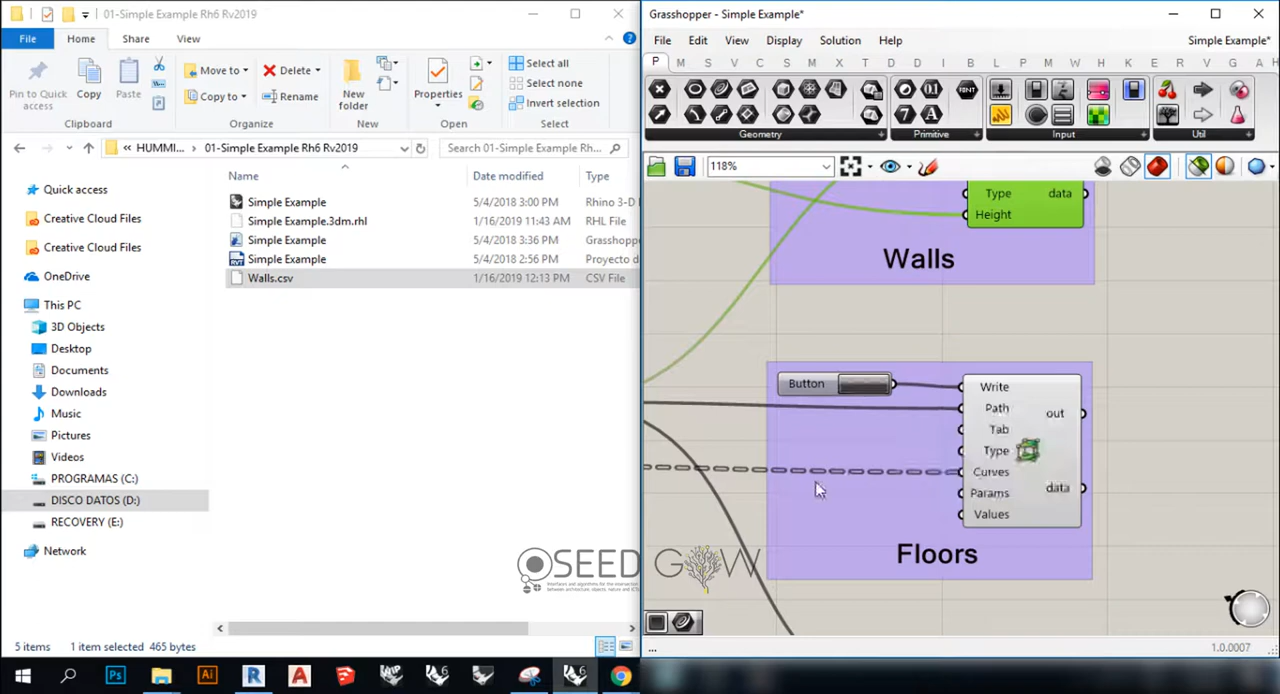 01-Simple Example Rh6 Rv2019
File Home Share View
Pin to Quick access
Copy
Paste
Move to
Copy to
Delete
Rename
New folder
Properties
Select all
Select none
Invert selection
Clipboard Organize New Open Select
« HUMMI... 01-Simple Example Rh6 Rv2019
Search 01-Simple Example Rh...
Name Date modified Type
Simple Example 5/4/2018 3:00 PM Rhino 3-D
Simple Example.3dm.rhl 1/16/2019 11:43 AM RHL File
Simple Example 5/4/2018 3:36 PM Grasshopp
Simple Example 5/4/2018 2:56 PM Proyecto d
Walls.csv 1/16/2019 12:13 PM CSV File
Quick access
Creative Cloud Files
Creative Cloud Files
OneDrive
This PC
3D Objects
Desktop
Documents
Downloads
Music
Pictures
Videos
PROGRAMAS (C:)
DISCO DATOS (D:)
RECOVERY (E:)
Network
5 items 1 item selected 465 bytes
Grasshopper - Simple Example*
File Edit View Display Solution Help
Simple Example*
P M S V C S M X T D D I B L P M W E K E E H G A
Geometry Primitive Input Util
118%
Type data
Height
Walls
Button
Write
Path
Tab
Type
Curves
Params
Values
out
data
Floors
SEED G W
...
1.0.0007